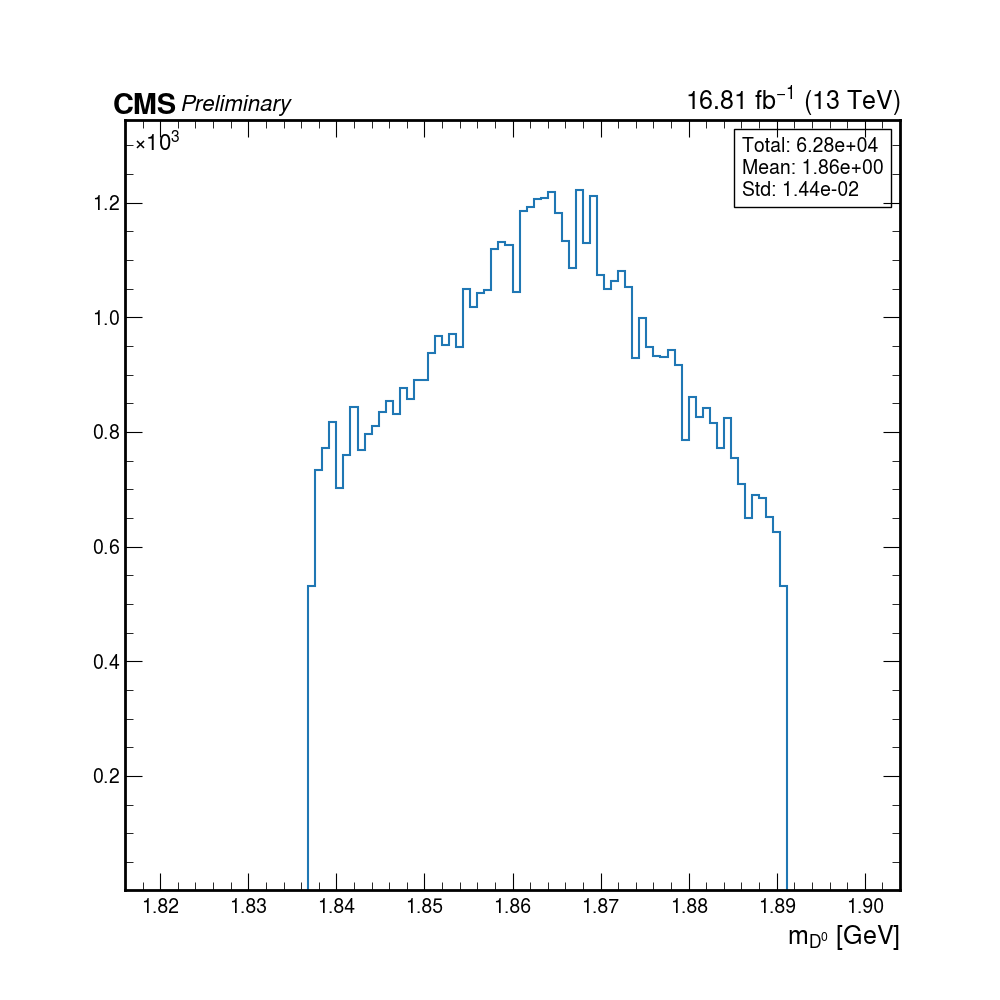 CMS Preliminary 16.81 fb⁻¹ (13 TeV)
×10³
Total: 6.28e+04
Mean: 1.86e+00
Std: 1.44e-02
1.2
1.0
0.8
0.6
0.4
0.2
1.82 1.83 1.84 1.85 1.86 1.87 1.88 1.89 1.90
m_D⁰ [GeV]